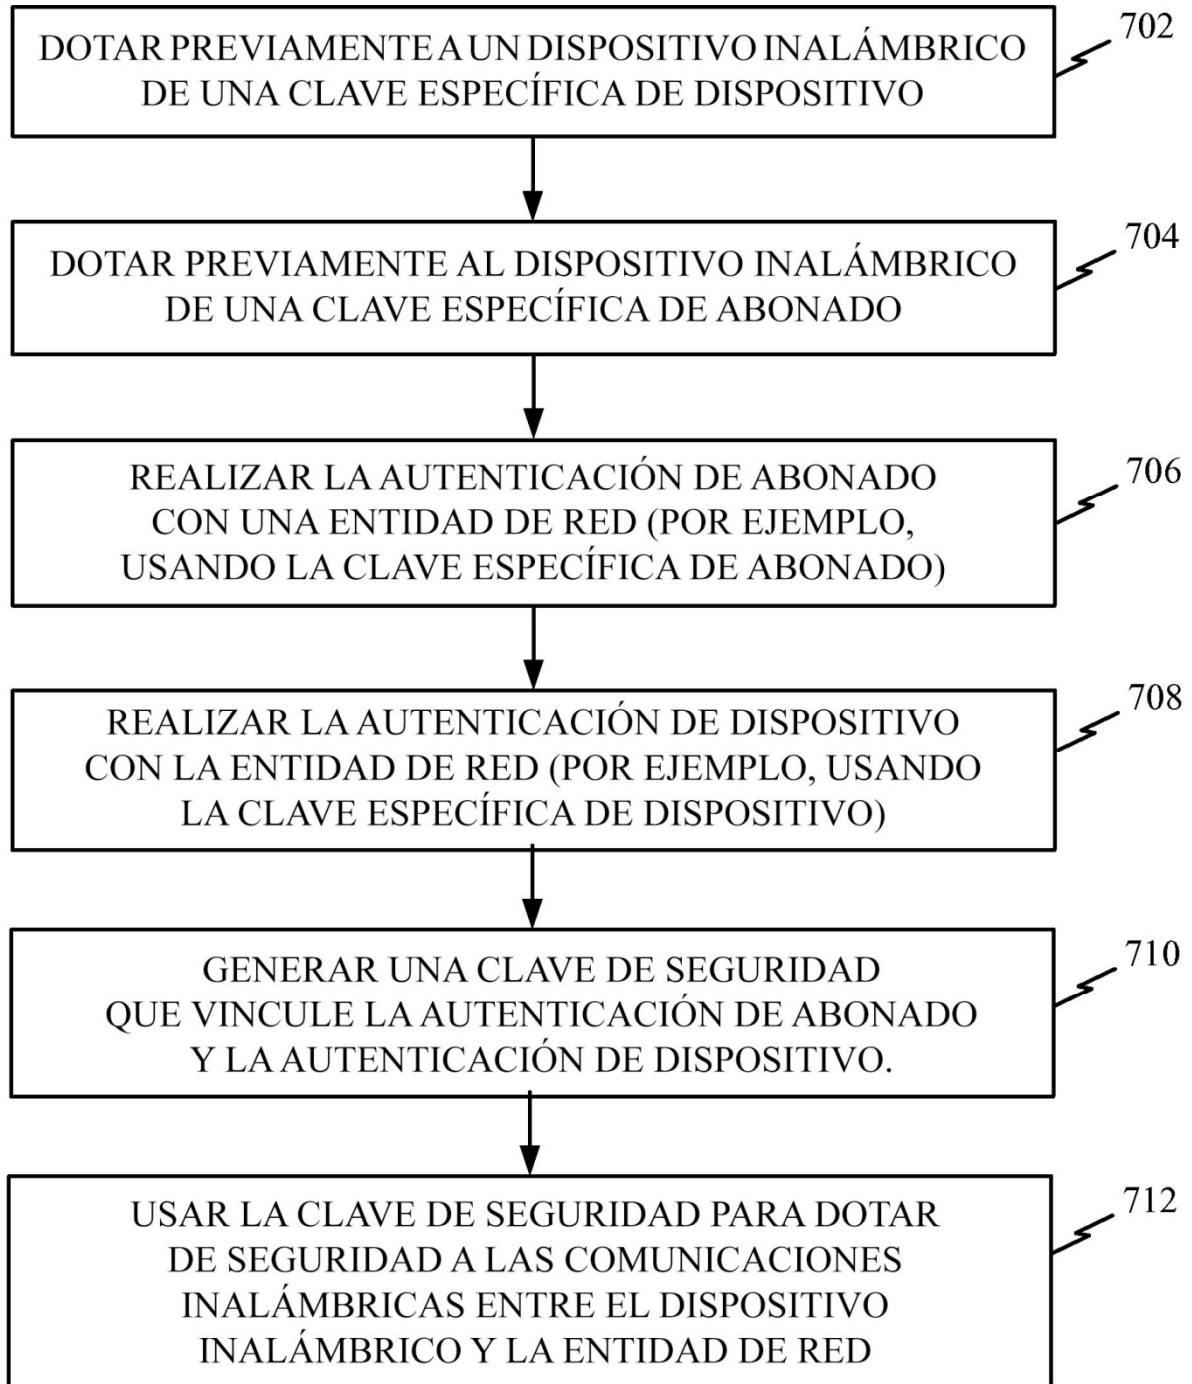 DOTAR PREVIAMENTE A UN DISPOSITIVO INALÁMBRICO
DE UNA CLAVE ESPECÍFICA DE DISPOSITIVO
702
DOTAR PREVIAMENTE AL DISPOSITIVO INALÁMBRICO
DE UNA CLAVE ESPECÍFICA DE ABONADO
704
REALIZAR LA AUTENTICACIÓN DE ABONADO
CON UNA ENTIDAD DE RED (POR EJEMPLO,
USANDO LA CLAVE ESPECÍFICA DE ABONADO)
706
REALIZAR LA AUTENTICACIÓN DE DISPOSITIVO
CON LA ENTIDAD DE RED (POR EJEMPLO, USANDO
LA CLAVE ESPECÍFICA DE DISPOSITIVO)
708
GENERAR UNA CLAVE DE SEGURIDAD
QUE VINCULE LA AUTENTICACIÓN DE ABONADO
Y LA AUTENTICACIÓN DE DISPOSITIVO.
710
USAR LA CLAVE DE SEGURIDAD PARA DOTAR
DE SEGURIDAD A LAS COMUNICACIONES
INALÁMBRICAS ENTRE EL DISPOSITIVO
INALÁMBRICO Y LA ENTIDAD DE RED
712